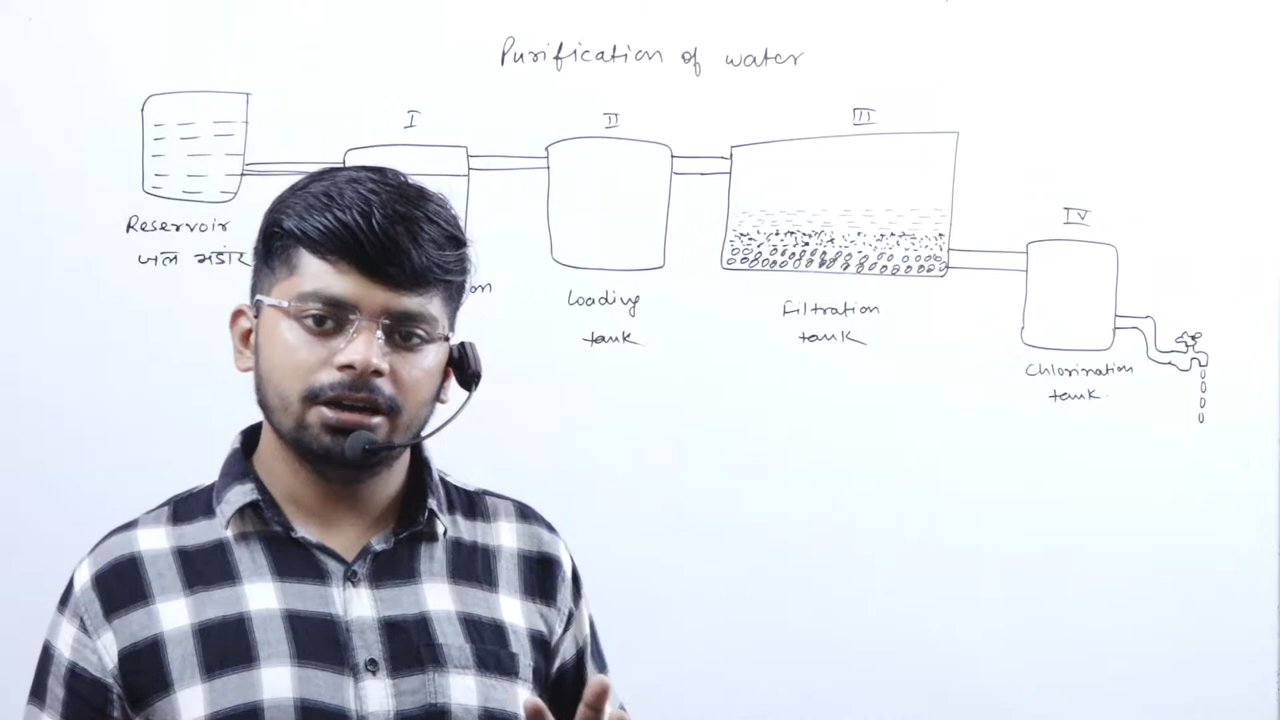 Purification of water
I
II
III
IV
Reservoir
जल भंडार
Loading
tank
Filtration
tank
Chlorination
tank.